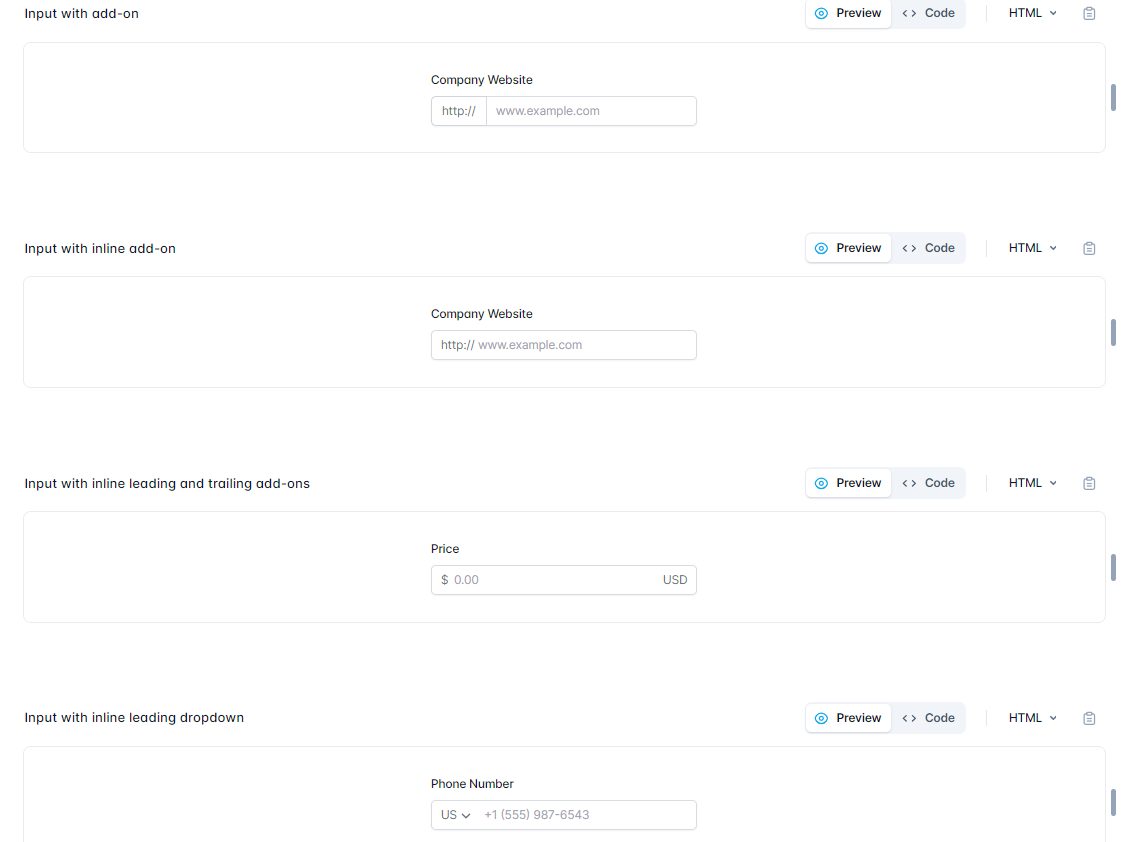 Input with add-on Preview Code HTML
Company Website
http:// www.example.com
Input with inline add-on Preview Code HTML
Company Website
http:// www.example.com
Input with inline leading and trailing add-ons Preview Code HTML
Price
$ 0.00 USD
Input with inline leading dropdown Preview Code HTML
Phone Number
US +1 (555) 987-6543